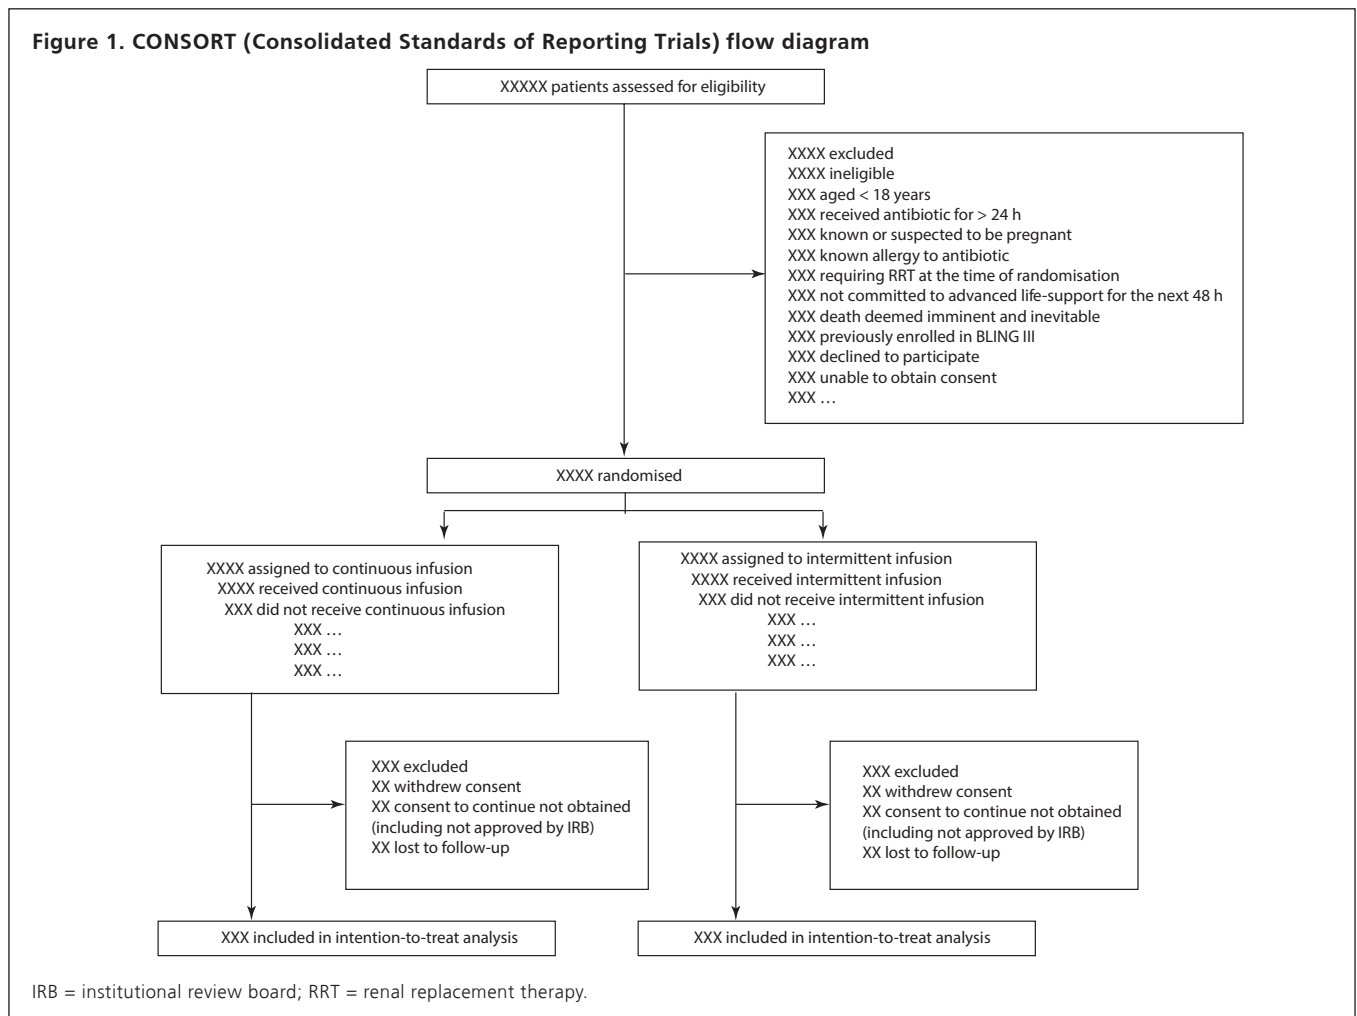 Figure 1. CONSORT (Consolidated Standards of Reporting Trials) flow diagram
XXXXX patients assessed for eligibility
XXXX excluded
XXXX ineligible
XXX aged < 18 years
XXX received antibiotic for > 24 h
XXX known or suspected to be pregnant
XXX known allergy to antibiotic
XXX requiring RRT at the time of randomisation
XXX not committed to advanced life-support for the next 48 h
XXX death deemed imminent and inevitable
XXX previously enrolled in BLING III
XXX declined to participate
XXX unable to obtain consent
XXX …
XXXX randomised
XXXX assigned to continuous infusion
XXXX received continuous infusion
XXX did not receive continuous infusion
XXX …
XXX …
XXX …
XXXX assigned to intermittent infusion
XXXX received intermittent infusion
XXX did not receive intermittent infusion
XXX …
XXX …
XXX …
XXX excluded
XX withdrew consent
XX consent to continue not obtained
(including not approved by IRB)
XX lost to follow-up
XXX excluded
XX withdrew consent
XX consent to continue not obtained
(including not approved by IRB)
XX lost to follow-up
XXX included in intention-to-treat analysis
XXX included in intention-to-treat analysis
IRB = institutional review board; RRT = renal replacement therapy.